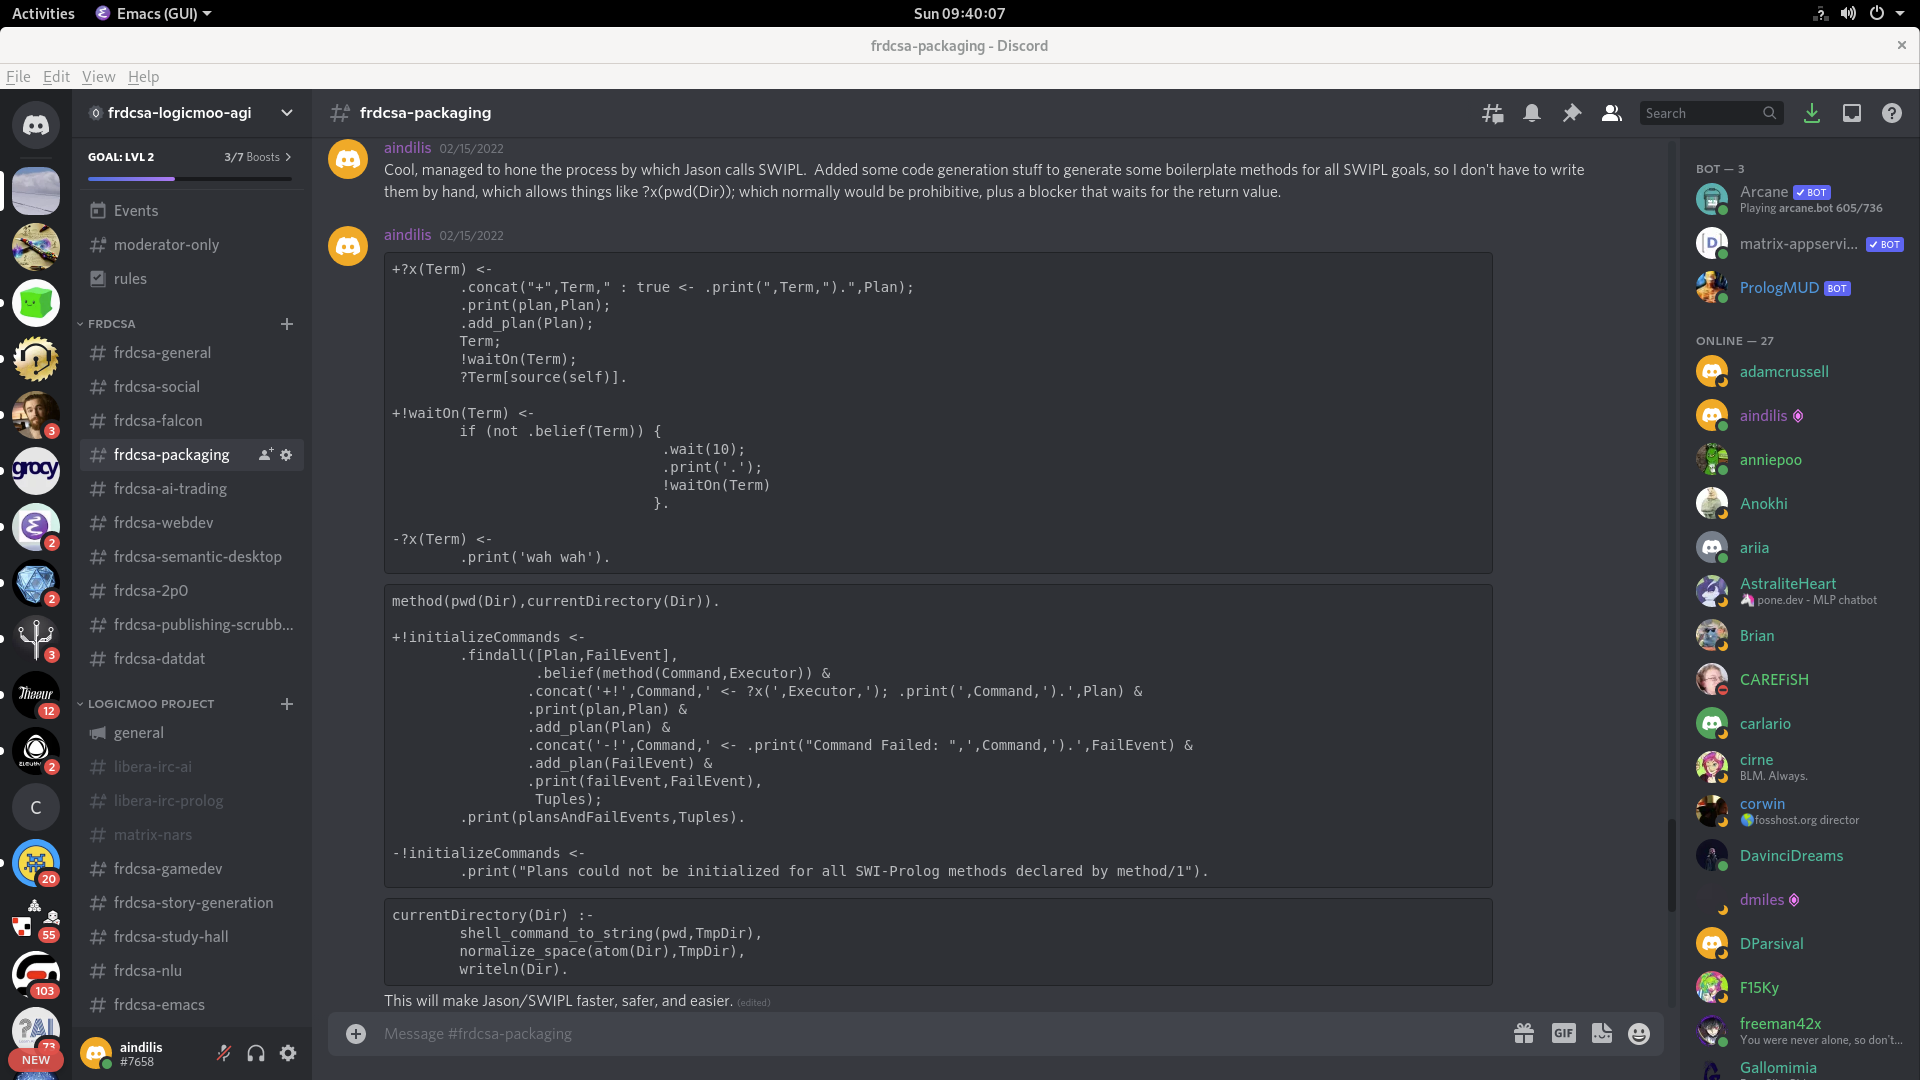 Activities
Emacs (GUI)
Sun 09:40:07
frdcsa-packaging - Discord
File Edit View Help
frdcsa-logicmoo-agi
GOAL: LVL 2
3/7 Boosts
Events
moderator-only
rules
FRDCSA
frdcsa-general
frdcsa-social
frdcsa-falcon
frdcsa-packaging
frdcsa-ai-trading
frdcsa-webdev
frdcsa-semantic-desktop
frdcsa-2p0
frdcsa-publishing-scrubb...
frdcsa-datdat
LOGICMOO PROJECT
general
libera-irc-ai
libera-irc-prolog
matrix-nars
frdcsa-gamedev
frdcsa-story-generation
frdcsa-study-hall
frdcsa-nlu
frdcsa-emacs
3
grocy
2
2
3
12
2
C
20
55
103
?AI
73
NEW
aindilis
#7658
frdcsa-packaging
Search
aindilis 02/15/2022
Cool, managed to hone the process by which Jason calls SWIPL.  Added some code generation stuff to generate some boilerplate methods for all SWIPL goals, so I don't have to write
them by hand, which allows things like ?x(pwd(Dir)); which normally would be prohibitive, plus a blocker that waits for the return value.
aindilis 02/15/2022
+?x(Term) <-
.concat("+",Term," : true <- .print(",Term,").",Plan);
.print(plan,Plan);
.add_plan(Plan);
Term;
!waitOn(Term);
?Term[source(self)].
+!waitOn(Term) <-
if (not .belief(Term)) {
.wait(10);
.print('.');
!waitOn(Term)
}.
-?x(Term) <-
.print('wah wah').
method(pwd(Dir),currentDirectory(Dir)).
+!initializeCommands <-
.findall([Plan,FailEvent],
.belief(method(Command,Executor)) &
.concat('+!',Command,' <- ?x(',Executor,'); .print(',Command,').',Plan) &
.print(plan,Plan) &
.add_plan(Plan) &
.concat('-!',Command,' <- .print("Command Failed: ",',Command,').',FailEvent) &
.add_plan(FailEvent) &
.print(failEvent,FailEvent),
Tuples);
.print(plansAndFailEvents,Tuples).
-!initializeCommands <-
.print("Plans could not be initialized for all SWI-Prolog methods declared by method/1").
currentDirectory(Dir) :-
shell_command_to_string(pwd,TmpDir),
normalize_space(atom(Dir),TmpDir),
writeln(Dir).
This will make Jason/SWIPL faster, safer, and easier. (edited)
Message #frdcsa-packaging
GIF
BOT — 3
Arcane BOT
Playing arcane.bot 605/736
matrix-appservi... BOT
PrologMUD BOT
ONLINE — 27
adamcrussell
aindilis
anniepoo
Anokhi
ariia
AstraliteHeart
pone.dev - MLP chatbot
Brian
CAREFiSH
carlario
cirne
BLM. Always.
corwin
fosshost.org director
DavinciDreams
dmiles
DParsival
F15Ky
freeman42x
You were never alone, so don't...
Gallomimia